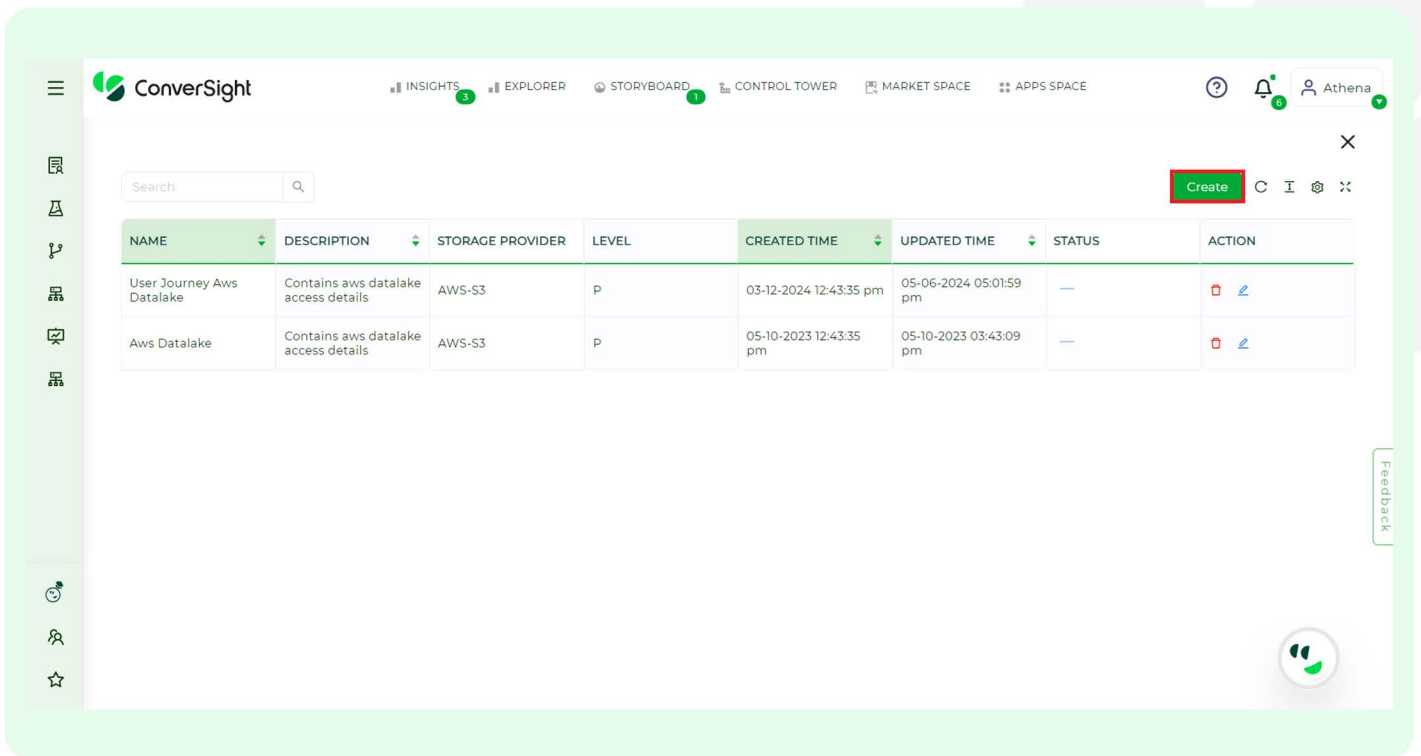 ConverSight
INSIGHTS 3
EXPLORER
STORYBOARD 1
CONTROL TOWER
MARKET SPACE
APPS SPACE
?
6
Athena
Search
Create
NAME
DESCRIPTION
STORAGE PROVIDER
LEVEL
CREATED TIME
UPDATED TIME
STATUS
ACTION
User Journey Aws
Datalake
Contains aws datalake
access details
AWS-S3
P
03-12-2024 12:43:35 pm
05-06-2024 05:01:59
pm
—
Aws Datalake
Contains aws datalake
access details
AWS-S3
P
05-10-2023 12:43:35
pm
05-10-2023 03:43:09
pm
—
Feedback